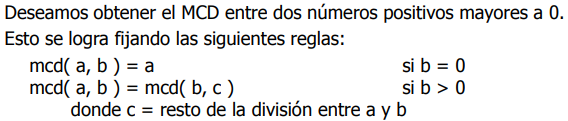 Deseamos obtener el MCD entre dos números positivos mayores a 0.
Esto se logra fijando las siguientes reglas:
mcd( a, b ) = a si b = 0
mcd( a, b ) = mcd( b, c ) si b > 0
donde c = resto de la división entre a y b